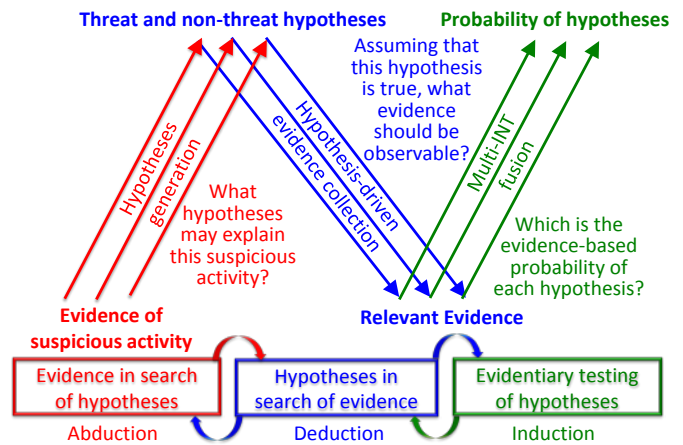 Threat and non-threat hypotheses
Probability of hypotheses
Hypotheses
generation
What
hypotheses
may explain
this suspicious
activity?
Hypothesis-driven
evidence collection
Assuming that
this hypothesis
is true, what
evidence
should be
observable?
Multi-INT
fusion
Which is the
evidence-based
probability of
each hypothesis?
Evidence of
suspicious activity
Relevant Evidence
Evidence in search
of hypotheses
Hypotheses in
search of evidence
Evidentiary testing
of hypotheses
Abduction
Deduction
Induction